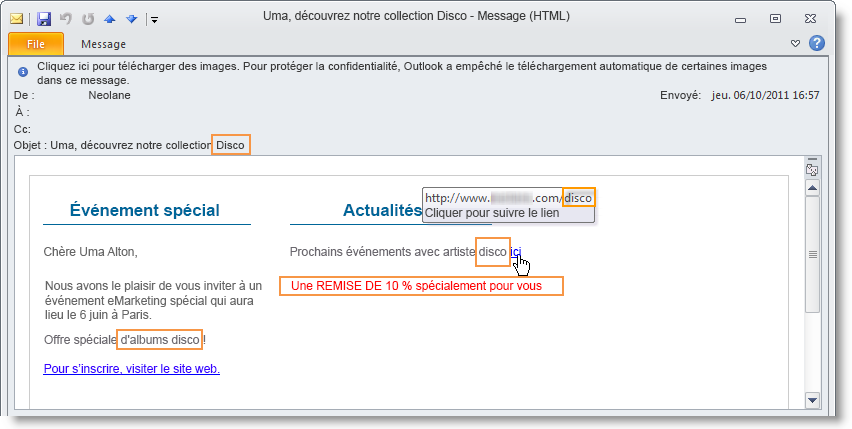 Uma, découvrez notre collection Disco - Message (HTML)
File Message
Cliquez ici pour télécharger des images. Pour protéger la confidentialité, Outlook a empêché le téléchargement automatique de certaines images
dans ce message.
De : Neolane Envoyé: jeu. 06/10/2011 16:57
À :
Cc:
Objet : Uma, découvrez notre collection Disco
http://www. .com/disco
Cliquer pour suivre le lien
Événement spécial
Chère Uma Alton,
Nous avons le plaisir de vous inviter à un
événement eMarketing spécial qui aura
lieu le 6 juin à Paris.
Offre spéciale d'albums disco !
Pour s'inscrire, visiter le site web.
Actualités
Prochains événements avec artiste disco ici
Une REMISE DE 10 % spécialement pour vous